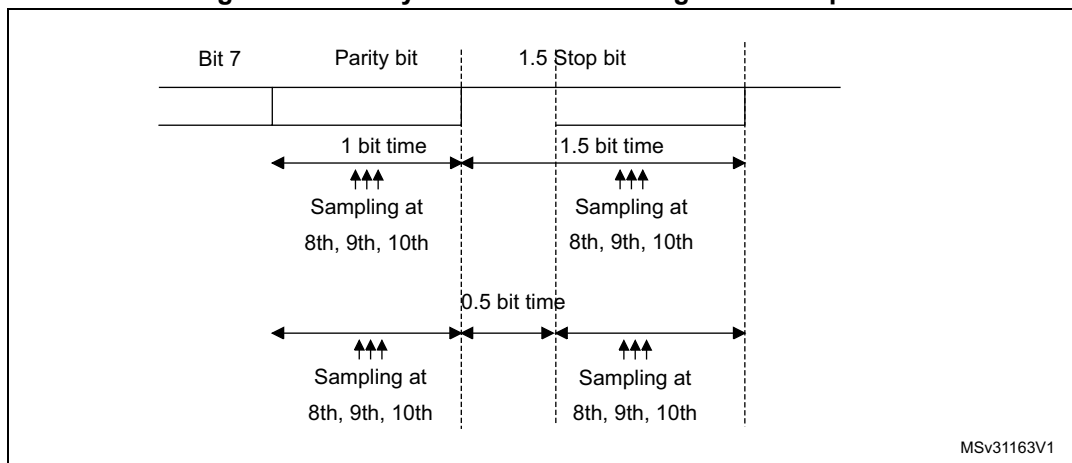 Bit 7 Parity bit 1.5 Stop bit
1 bit time 1.5 bit time
Sampling at Sampling at
8th, 9th, 10th 8th, 9th, 10th
0.5 bit time
Sampling at Sampling at
8th, 9th, 10th 8th, 9th, 10th
MSv31163V1